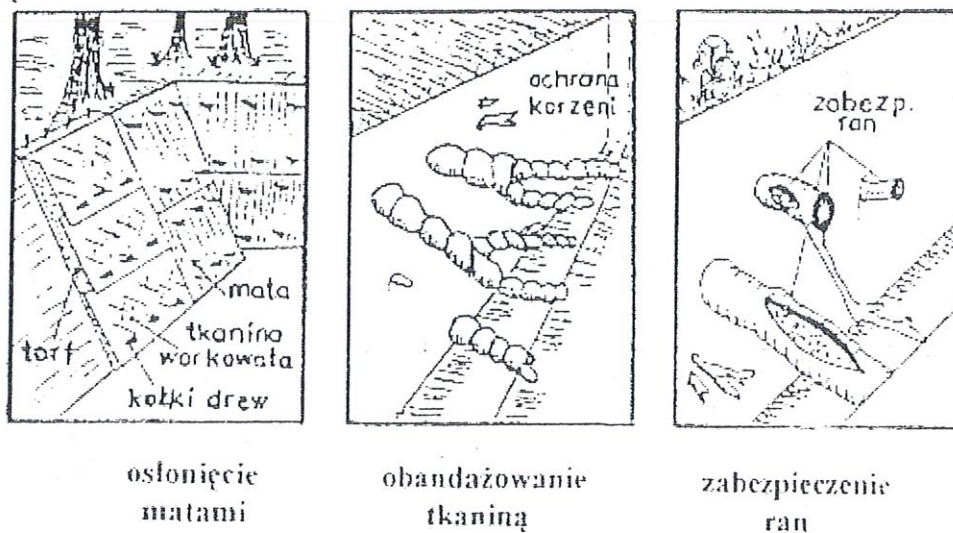 mata
torf
tkanina
workowata
kołki drew
ochrona
korzeni
zabezp.
ran
osłonięcie
matami
obandażowanie
tkaniną
zabezpieczenie
ran